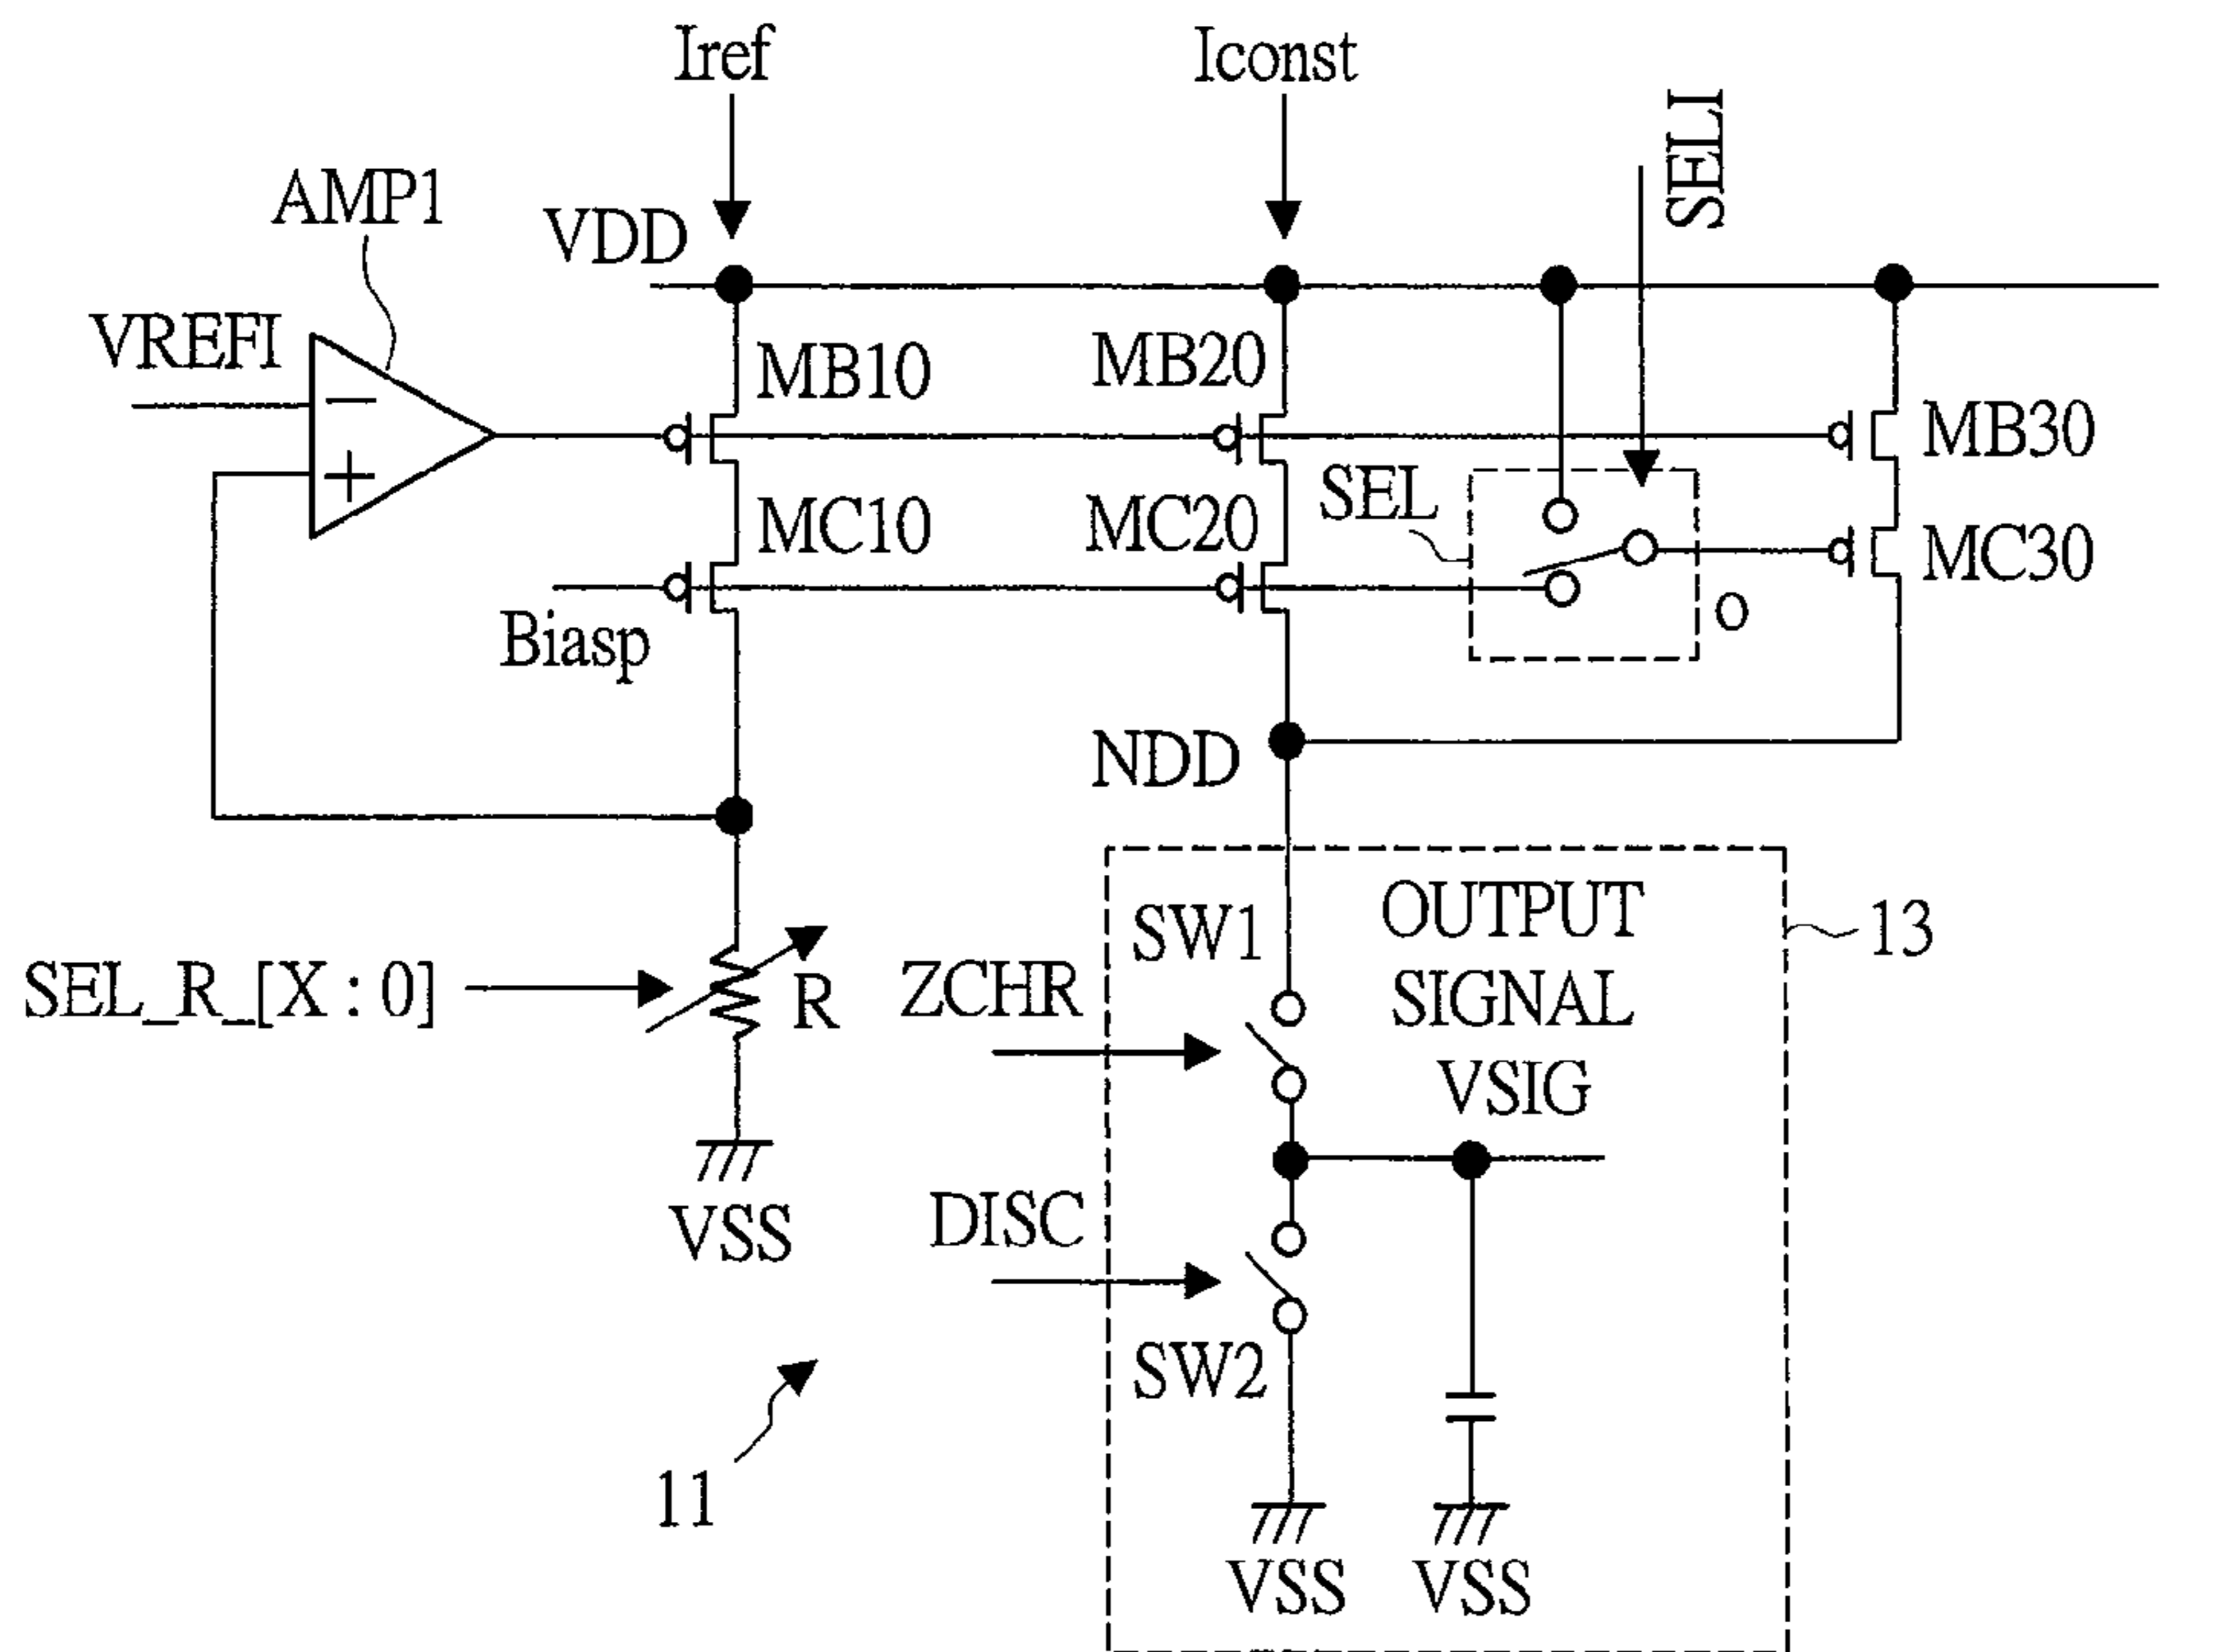 Iref
Iconst
SELI
AMP1
VDD
VREFI
−
+
MB10
MB20
MB30
SEL
MC10
MC20
MC30
O
Biasp
NDD
SW1
OUTPUT
SIGNAL
VSIG
13
SEL_R_[X : 0]
R
ZCHR
VSS
DISC
SW2
11
VSS
VSS